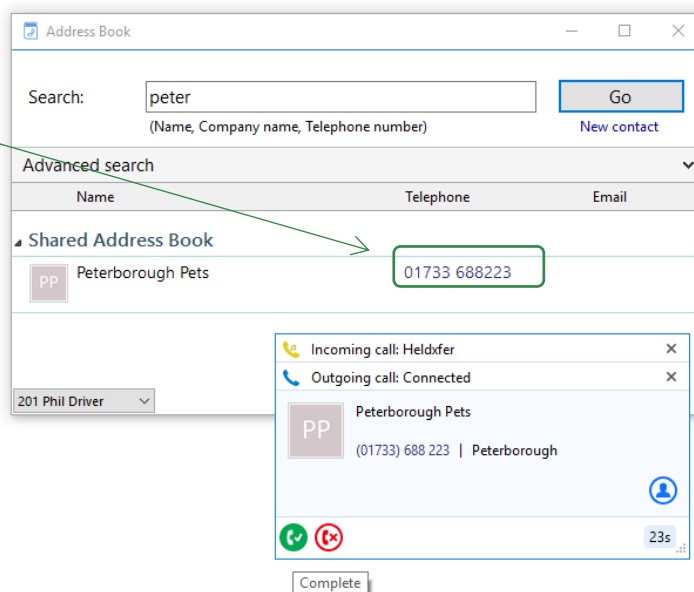 Address Book
Search: peter Go
(Name, Company name, Telephone number) New contact
Advanced search
Name Telephone Email
Shared Address Book
PP Peterborough Pets 01733 688223
Incoming call: Heldxfer
Outgoing call: Connected
201 Phil Driver
PP Peterborough Pets
(01733) 688 223 | Peterborough
23s
Complete